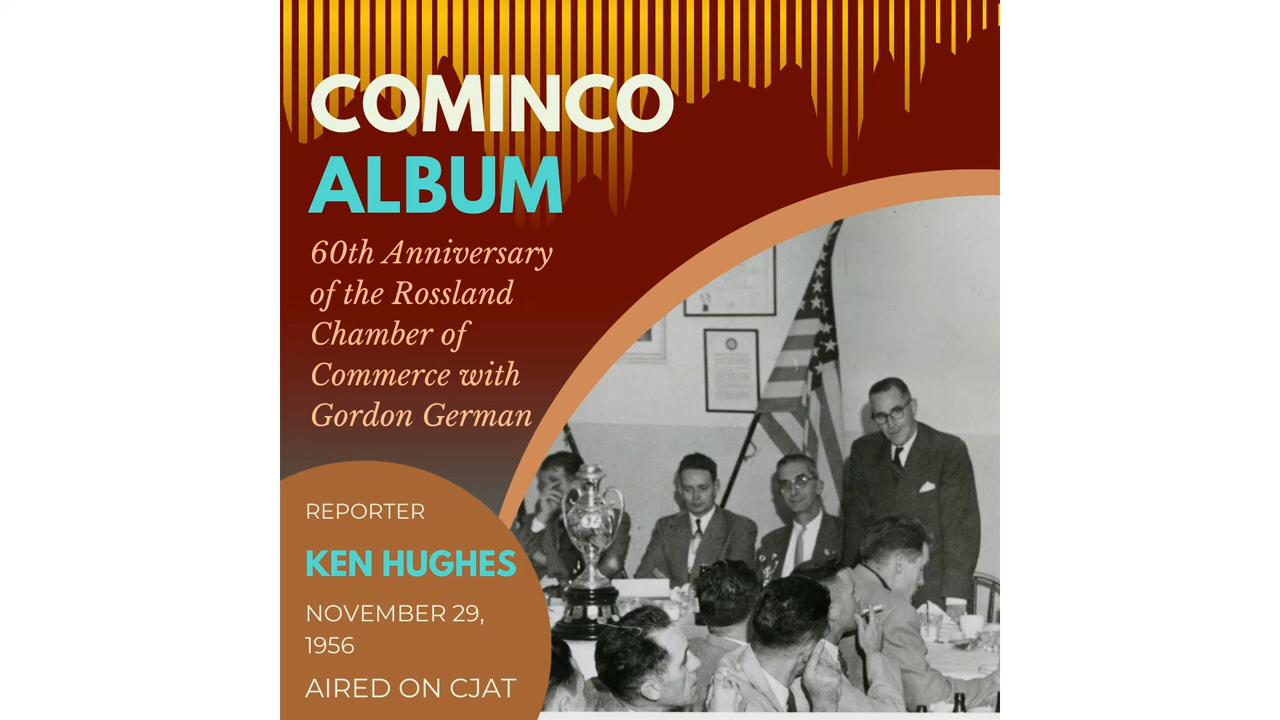 COMINCO
ALBUM
60th Anniversary
of the Rossland
Chamber of
Commerce with
Gordon German
REPORTER
KEN HUGHES
NOVEMBER 29,
1956
AIRED ON CJAT